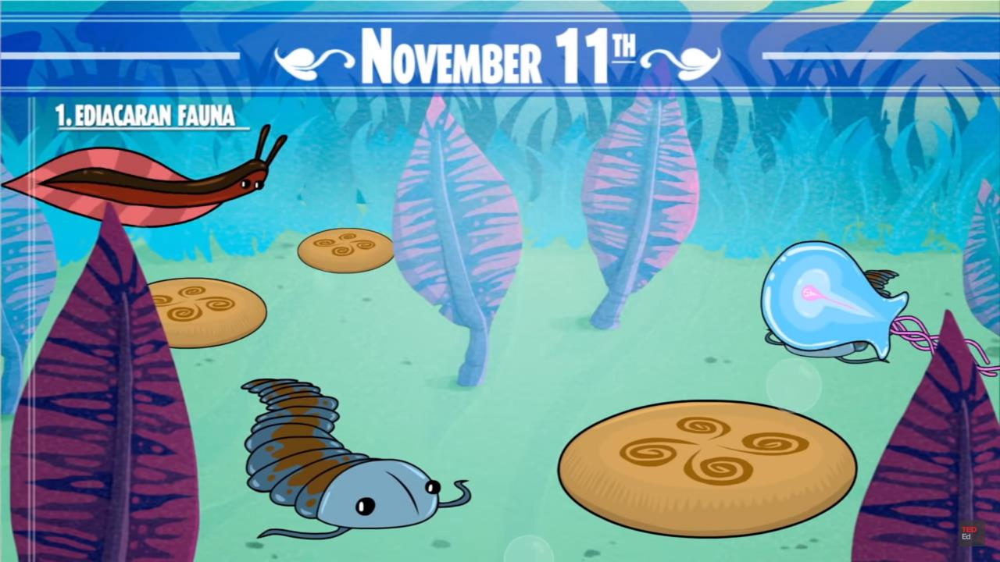 NOVEMBER 11TH
1. EDIACARAN FAUNA
TED
Ed